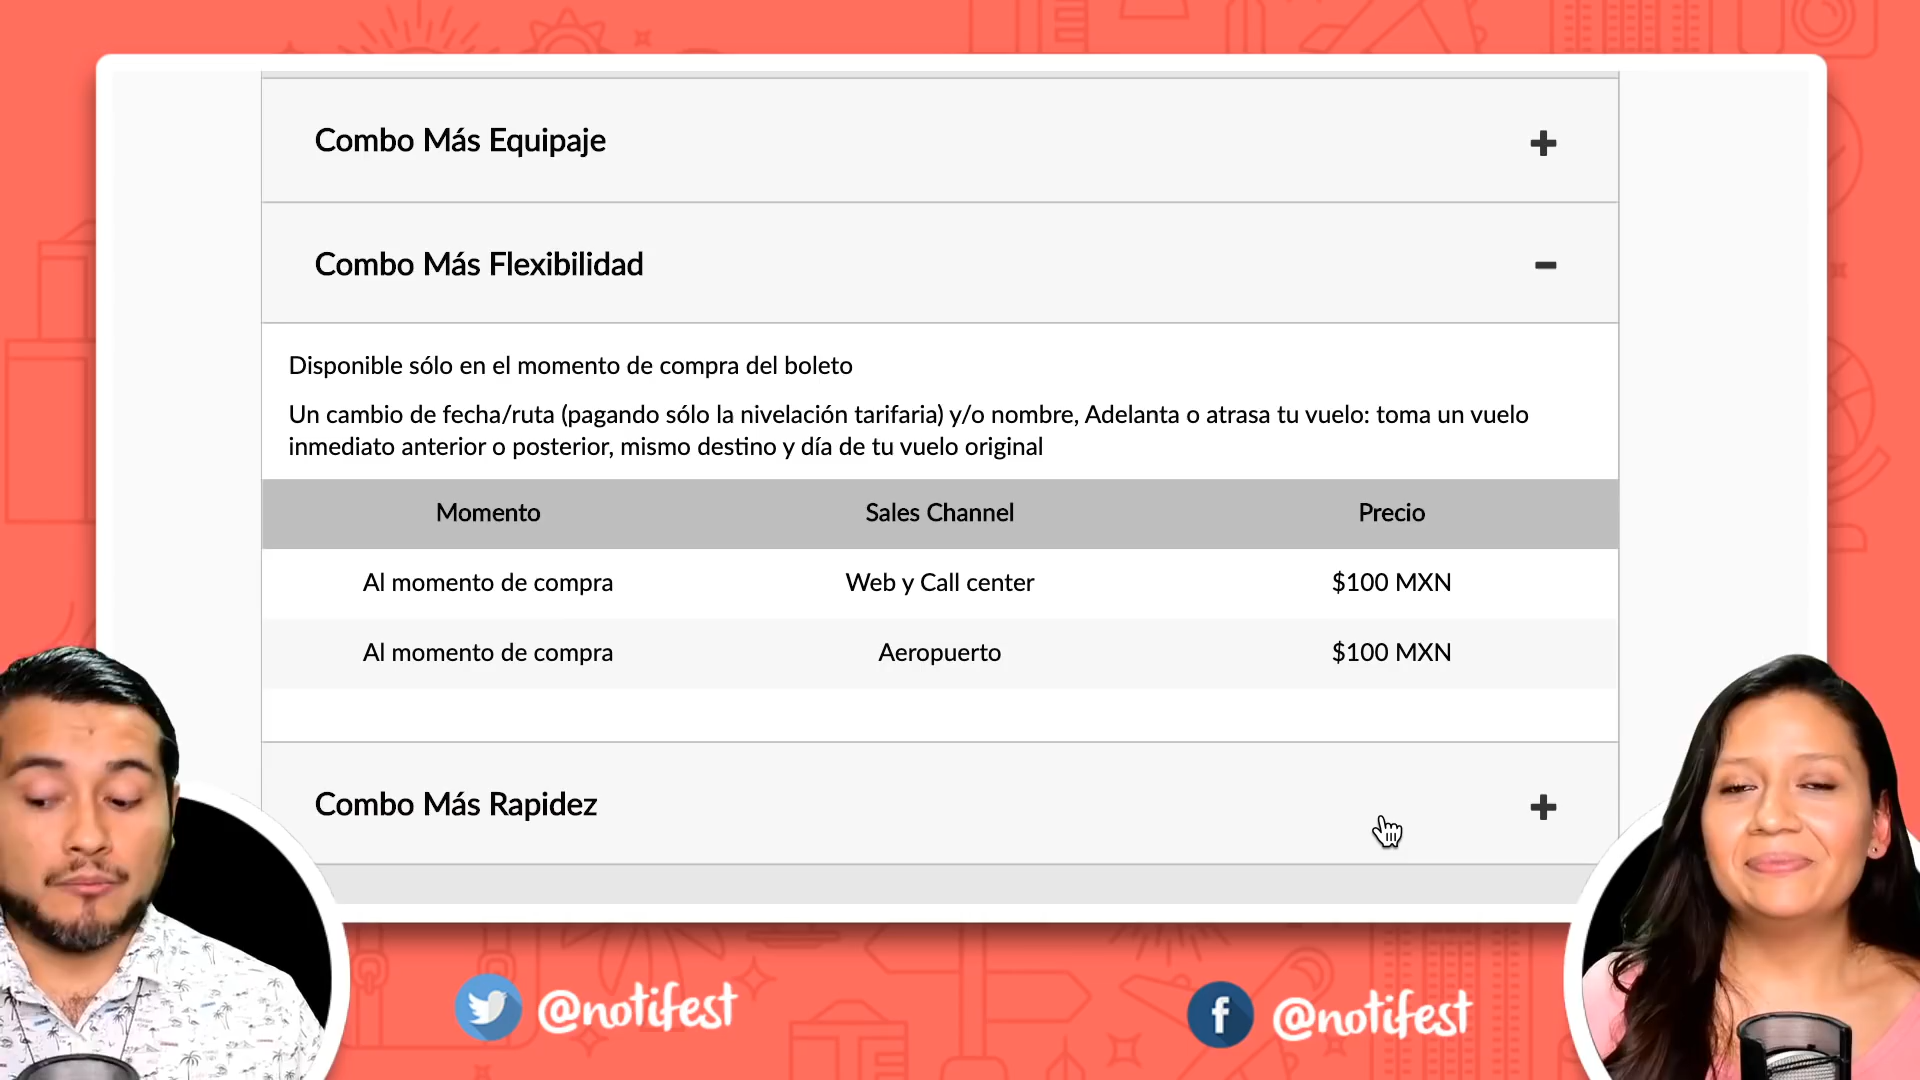 Combo Más Equipaje
Combo Más Flexibilidad
Disponible sólo en el momento de compra del boleto
Un cambio de fecha/ruta (pagando sólo la nivelación tarifaria) y/o nombre, Adelanta o atrasa tu vuelo: toma un vuelo
inmediato anterior o posterior, mismo destino y día de tu vuelo original
Momento Sales Channel Precio
Al momento de compra Web y Call center $100 MXN
Al momento de compra Aeropuerto $100 MXN
Combo Más Rapidez
@notifest @notifest